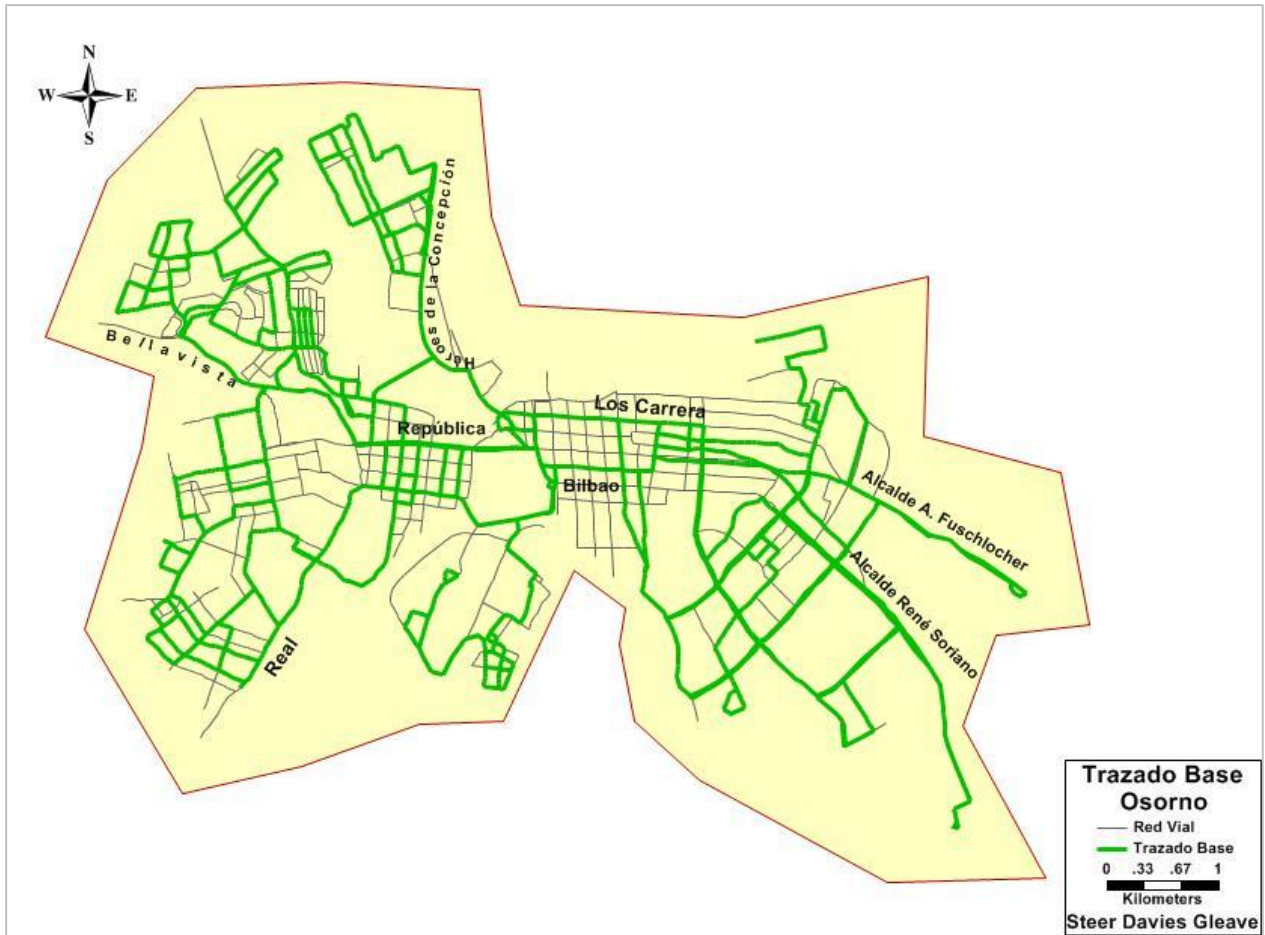 N
W E
S
Heroes de la Concepción
Bellavista
Los Carrera
República
Bilbao
Alcalde A. Fuschlocher
Alcalde René Soriano
Real
Trazado Base
Osorno
Red Vial
Trazado Base
0 .33 .67 1
Kilometers
Steer Davies Gleave